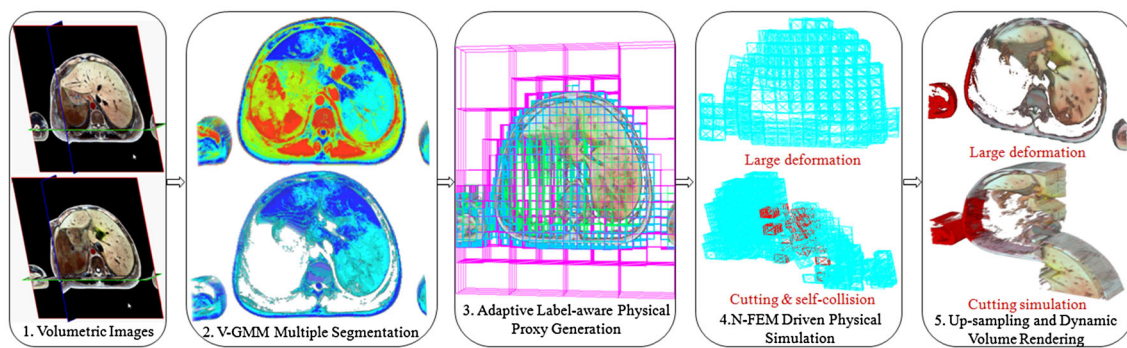 1. Volumetric Images
2. V-GMM Multiple Segmentation
3. Adaptive Label-aware Physical
Proxy Generation
Large deformation
Cutting & self-collision
4.N-FEM Driven Physical
Simulation
Large deformation
Cutting simulation
5. Up-sampling and Dynamic
Volume Rendering